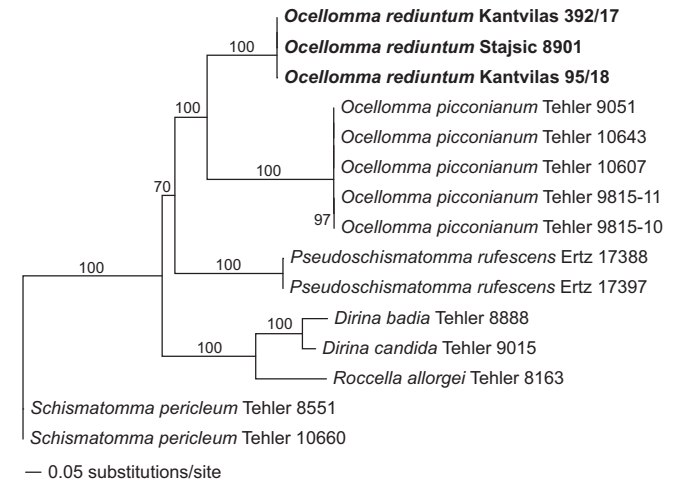 Ocellomma rediuntum Kantvilas 392/17
100
Ocellomma rediuntum Stajsic 8901
Ocellomma rediuntum Kantvilas 95/18
100
Ocellomma picconianum Tehler 9051
Ocellomma picconianum Tehler 10643
100
Ocellomma picconianum Tehler 10607
70
Ocellomma picconianum Tehler 9815-11
97
Ocellomma picconianum Tehler 9815-10
Pseudoschismatomma rufescens Ertz 17388
100
100
Pseudoschismatomma rufescens Ertz 17397
Dirina badia Tehler 8888
100
100
Dirina candida Tehler 9015
Roccella allorgei Tehler 8163
Schismatomma pericleum Tehler 8551
Schismatomma pericleum Tehler 10660
0.05 substitutions/site